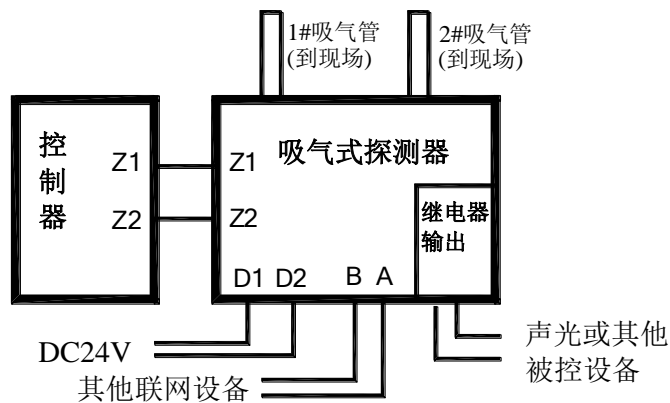 1#吸气管
(到现场)
2#吸气管
(到现场)
控制器
Z1
Z2
吸气式探测器
Z1
Z2
继电器
输出
D1 D2 B A
DC24V
其他联网设备
声光或其他
被控设备